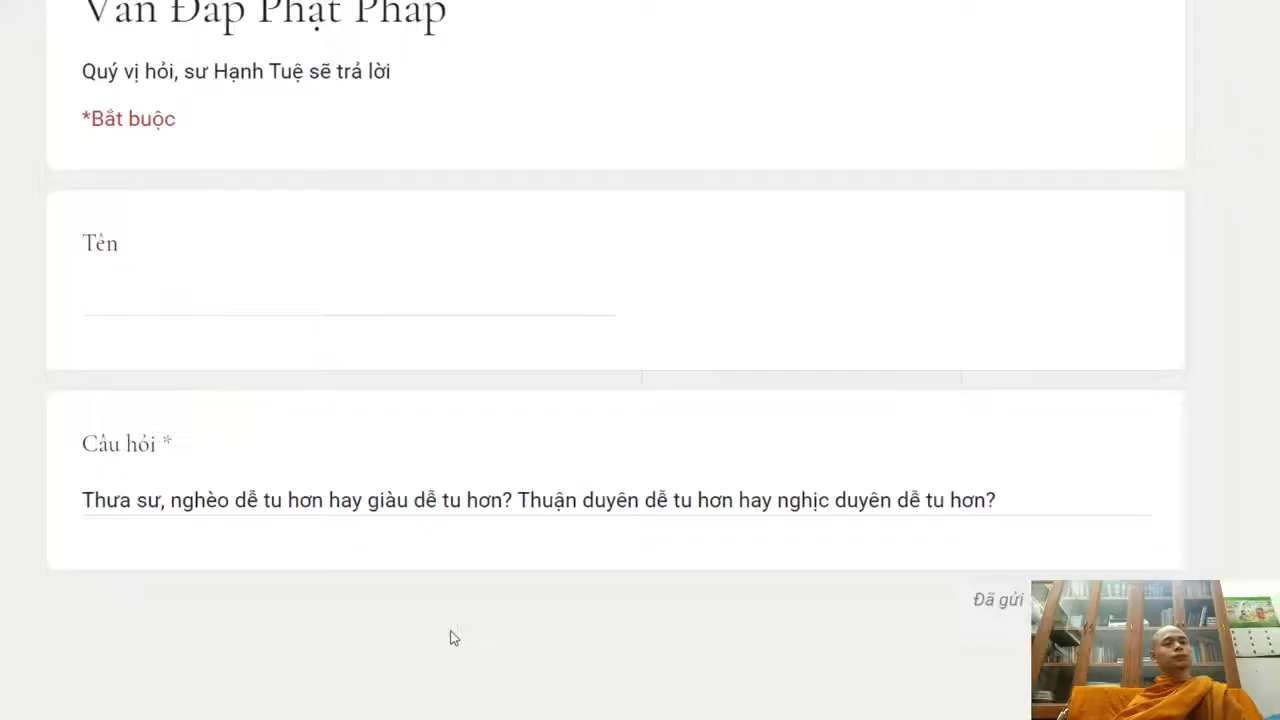 Vấn Đáp Phật Pháp
Quý vị hỏi, sư Hạnh Tuệ sẽ trả lời
*Bắt buộc
Tên
Câu hỏi *
Thưa sư, nghèo dễ tu hơn hay giàu dễ tu hơn? Thuận duyên dễ tu hơn hay nghịc duyên dễ tu hơn?
Đã gửi